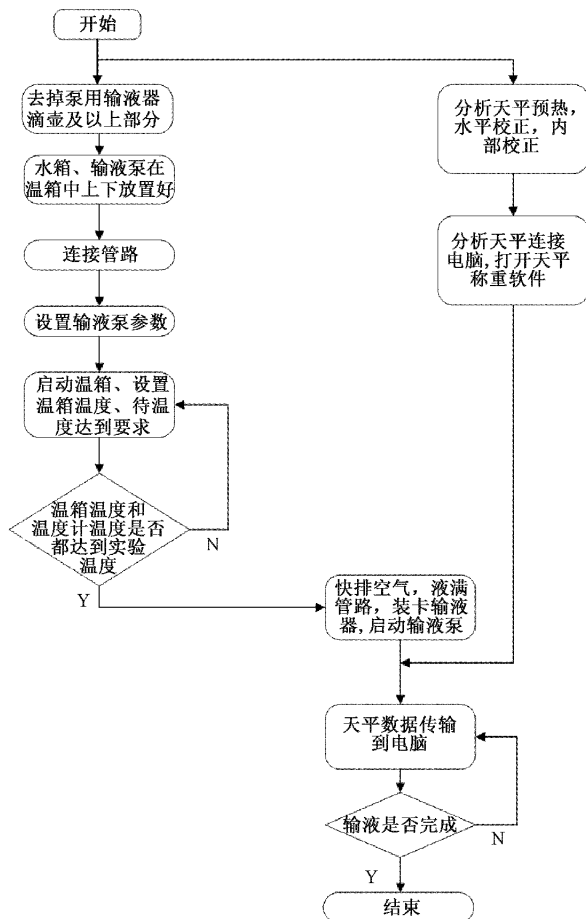 开始
去掉泵用输液器
滴壶及以上部分
水箱、输液泵在
温箱中上下放置好
连接管路
设置输液泵参数
启动温箱、设置
温箱温度、待温
度达到要求
温箱温度和
温度计温度是否
都达到实验
温度
N
Y
分析天平预热，
水平校正，内
部校正
分析天平连接
电脑,打开天平
称重软件
快排空气，液满
管路，装卡输液
器,启动输液泵
天平数据传输
到电脑
输液是否完成
N
Y
结束